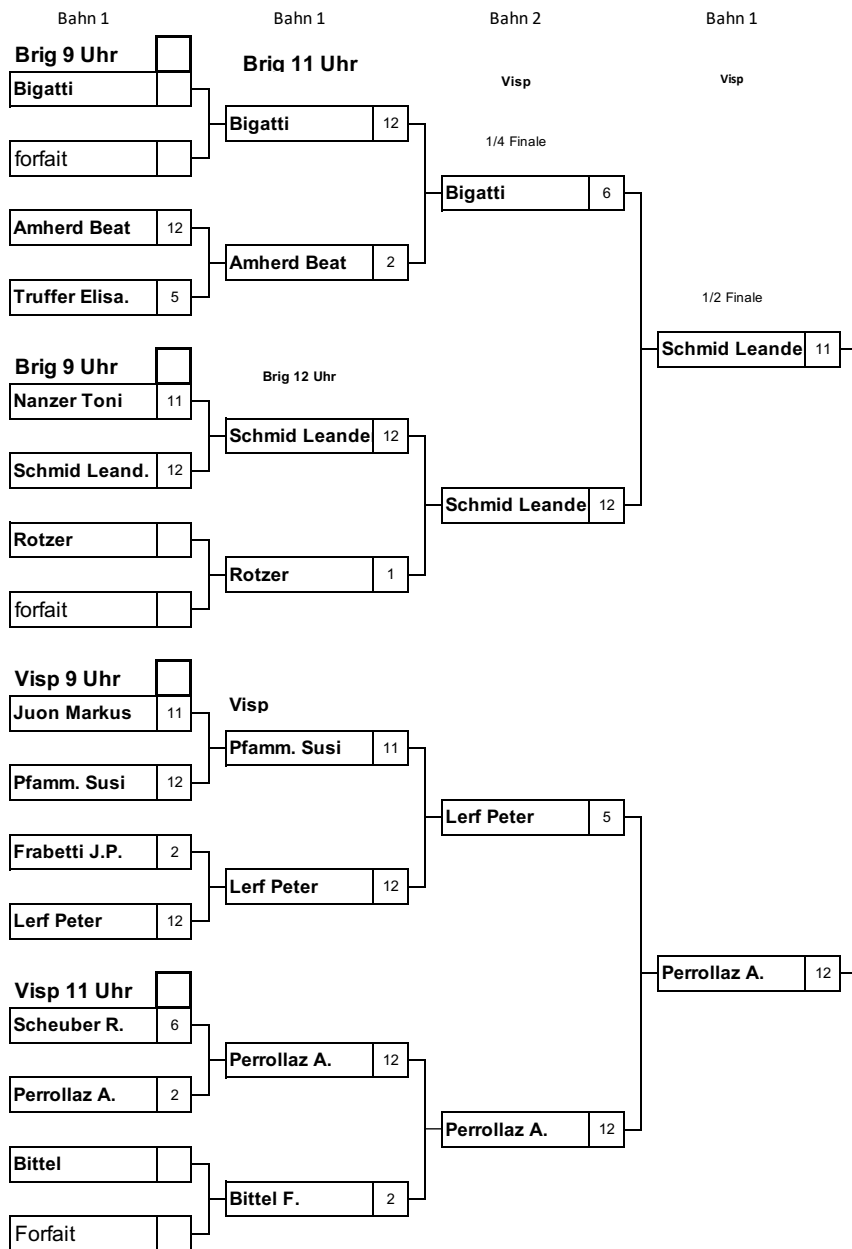 Bahn 1 Bahn 1 Bahn 2 Bahn 1
Brig 9 Uhr
Brig 11 Uhr
Visp Visp
Bigatti
Bigatti 12
1/4 Finale
forfait
Bigatti 6
Amherd Beat 12
Amherd Beat 2
Truffer Elisa. 5
1/2 Finale
Schmid Leande 11
Brig 9 Uhr
Brig 12 Uhr
Nanzer Toni 11
Schmid Leande 12
Schmid Leand. 12
Schmid Leande 12
Rotzer
Rotzer 1
forfait
Visp 9 Uhr
Visp
Juon Markus 11
Pfamm. Susi 11
Pfamm. Susi 12
Lerf Peter 5
Frabetti J.P. 2
Lerf Peter 12
Lerf Peter 12
Perrollaz A. 12
Visp 11 Uhr
Scheuber R. 6
Perrollaz A. 12
Perrollaz A. 2
Perrollaz A. 12
Bittel
Bittel F. 2
Forfait